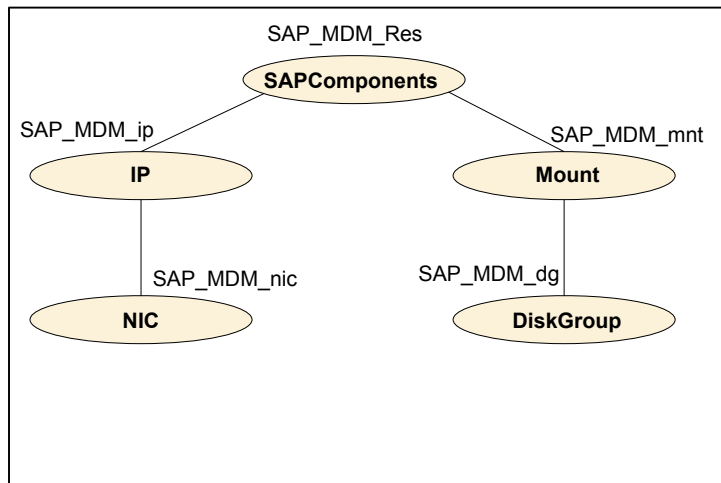 SAP_MDM_Res
SAPComponents
SAP_MDM_ip
SAP_MDM_mnt
IP
Mount
SAP_MDM_nic
SAP_MDM_dg
NIC
DiskGroup